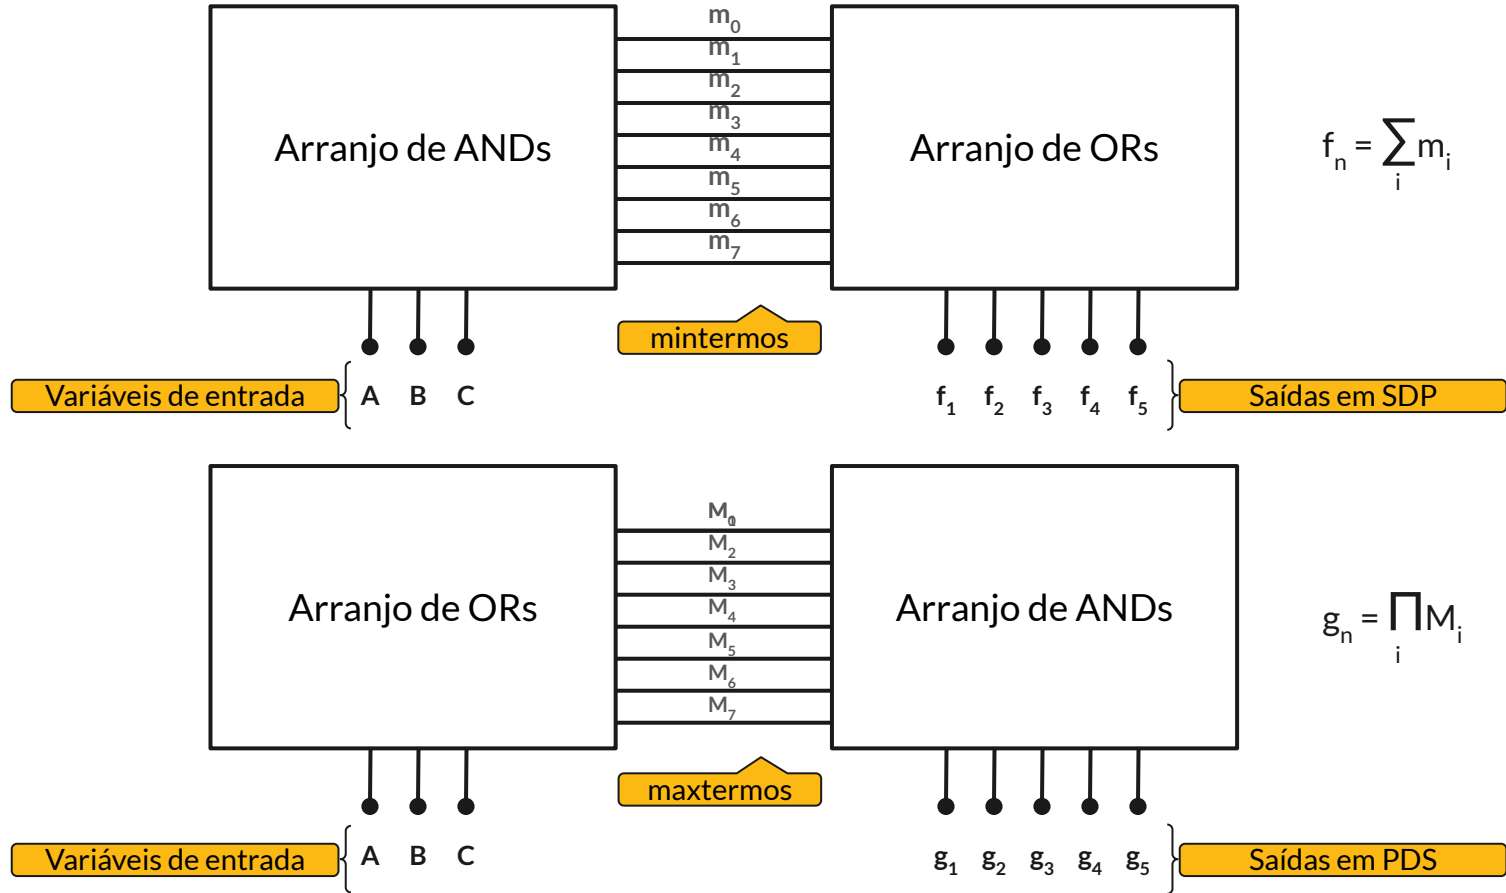 m₀
m₁
m₂
m₃
m₄
m₅
m₆
m₇
Arranjo de ANDs
Arranjo de ORs
fₙ = ∑ mᵢ
i
mintermos
Variáveis de entrada
A B C
f₁ f₂ f₃ f₄ f₅
Saídas em SDP
M₂
M₃
M₄
M₅
M₆
M₇
Arranjo de ORs
Arranjo de ANDs
gₙ = ∏ Mᵢ
i
maxtermos
Variáveis de entrada
A B C
g₁ g₂ g₃ g₄ g₅
Saídas em PDS